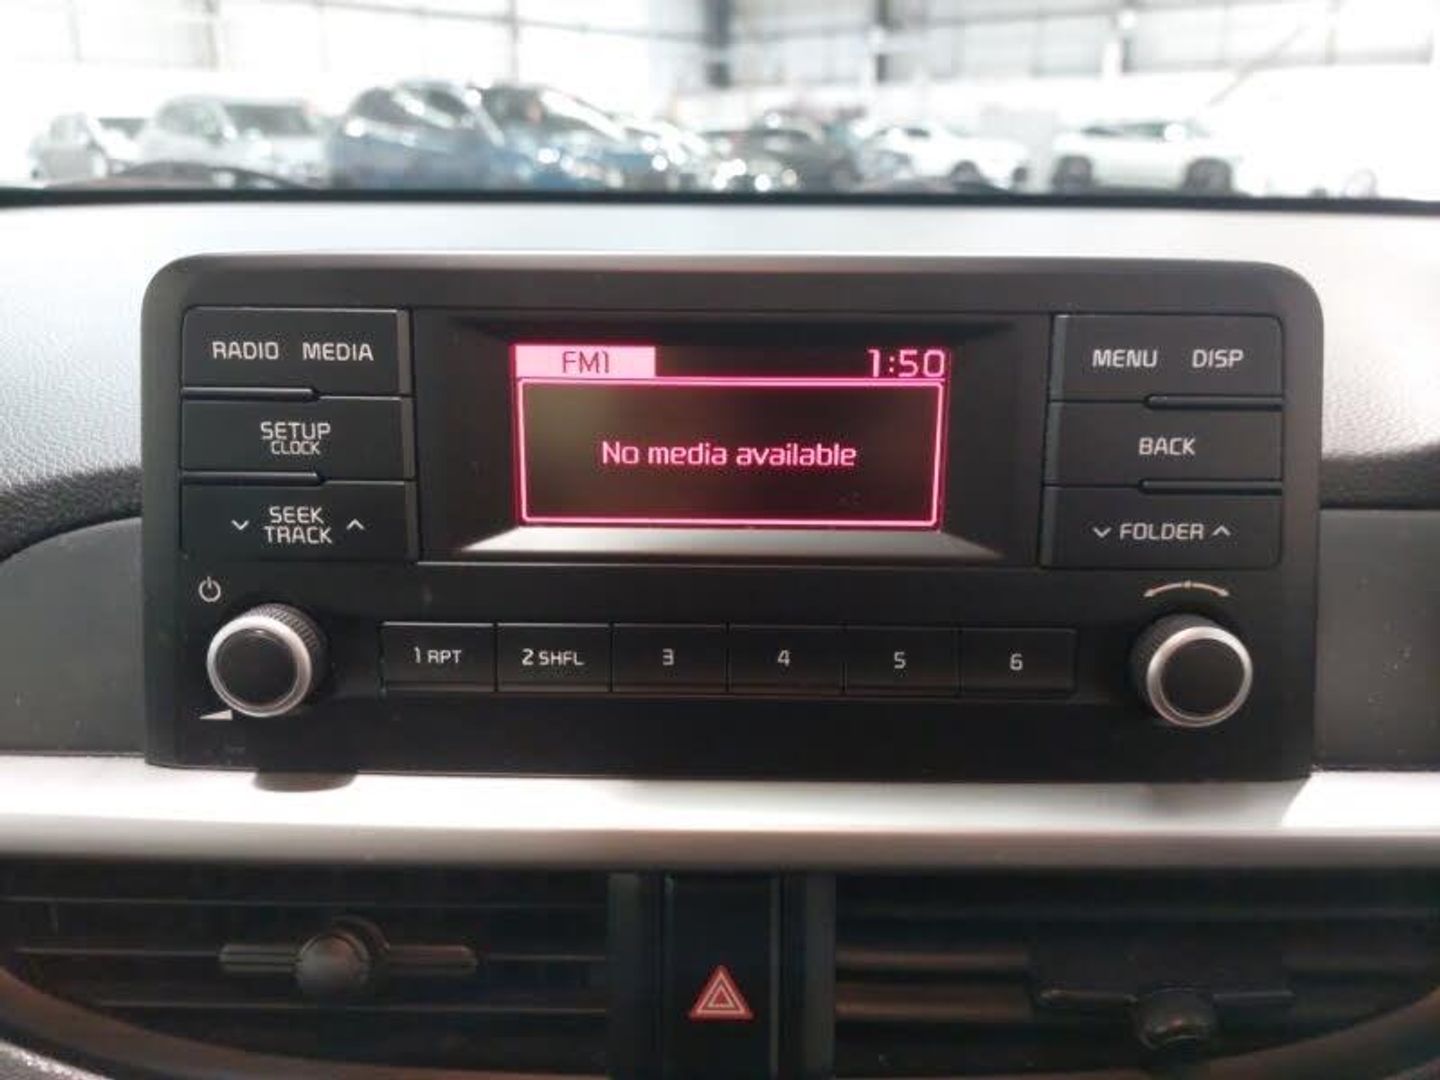 RADIO MEDIA
FM1 1:50
MENU DISP
SETUP
CLOCK
No media available
BACK
SEEK
TRACK
FOLDER
1 RPT
2 SHFL
3
4
5
6